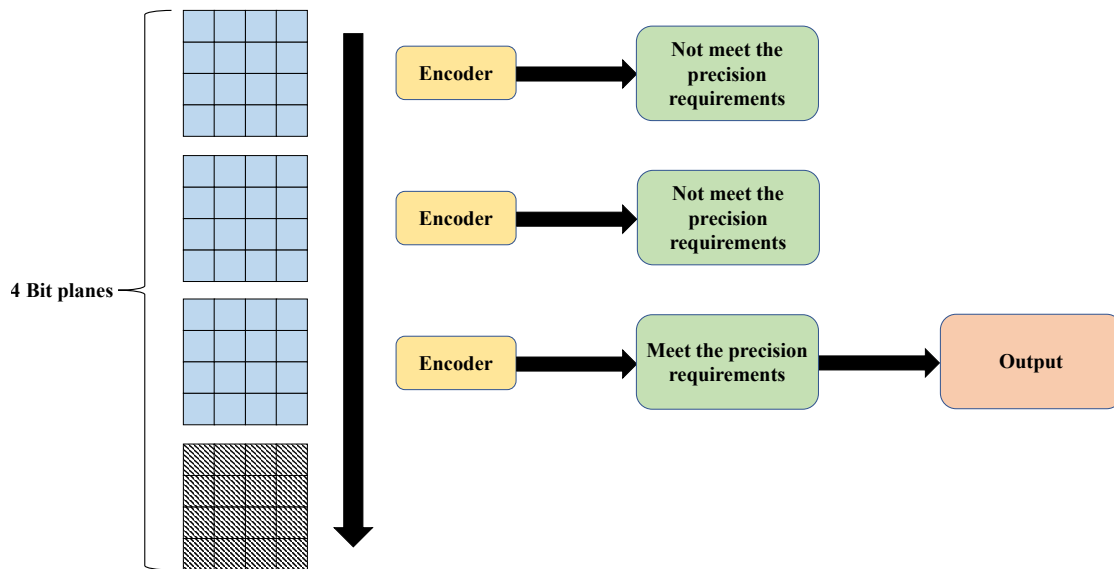 Encoder
Not meet the
precision
requirements
Encoder
Not meet the
precision
requirements
4 Bit planes
Encoder
Meet the precision
requirements
Output